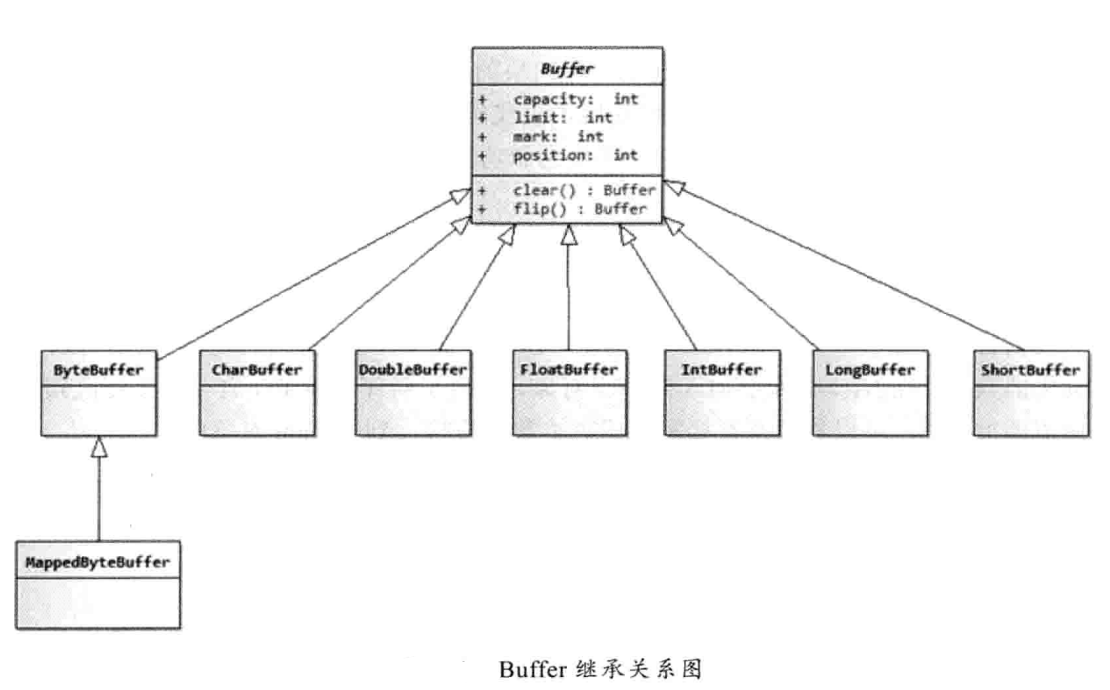 Buffer
+ capacity: int
+ limit: int
+ mark: int
+ position: int
+ clear() : Buffer
+ flip() : Buffer
ByteBuffer
CharBuffer
DoubleBuffer
FloatBuffer
IntBuffer
LongBuffer
ShortBuffer
MappedByteBuffer
Buffer 继承关系图